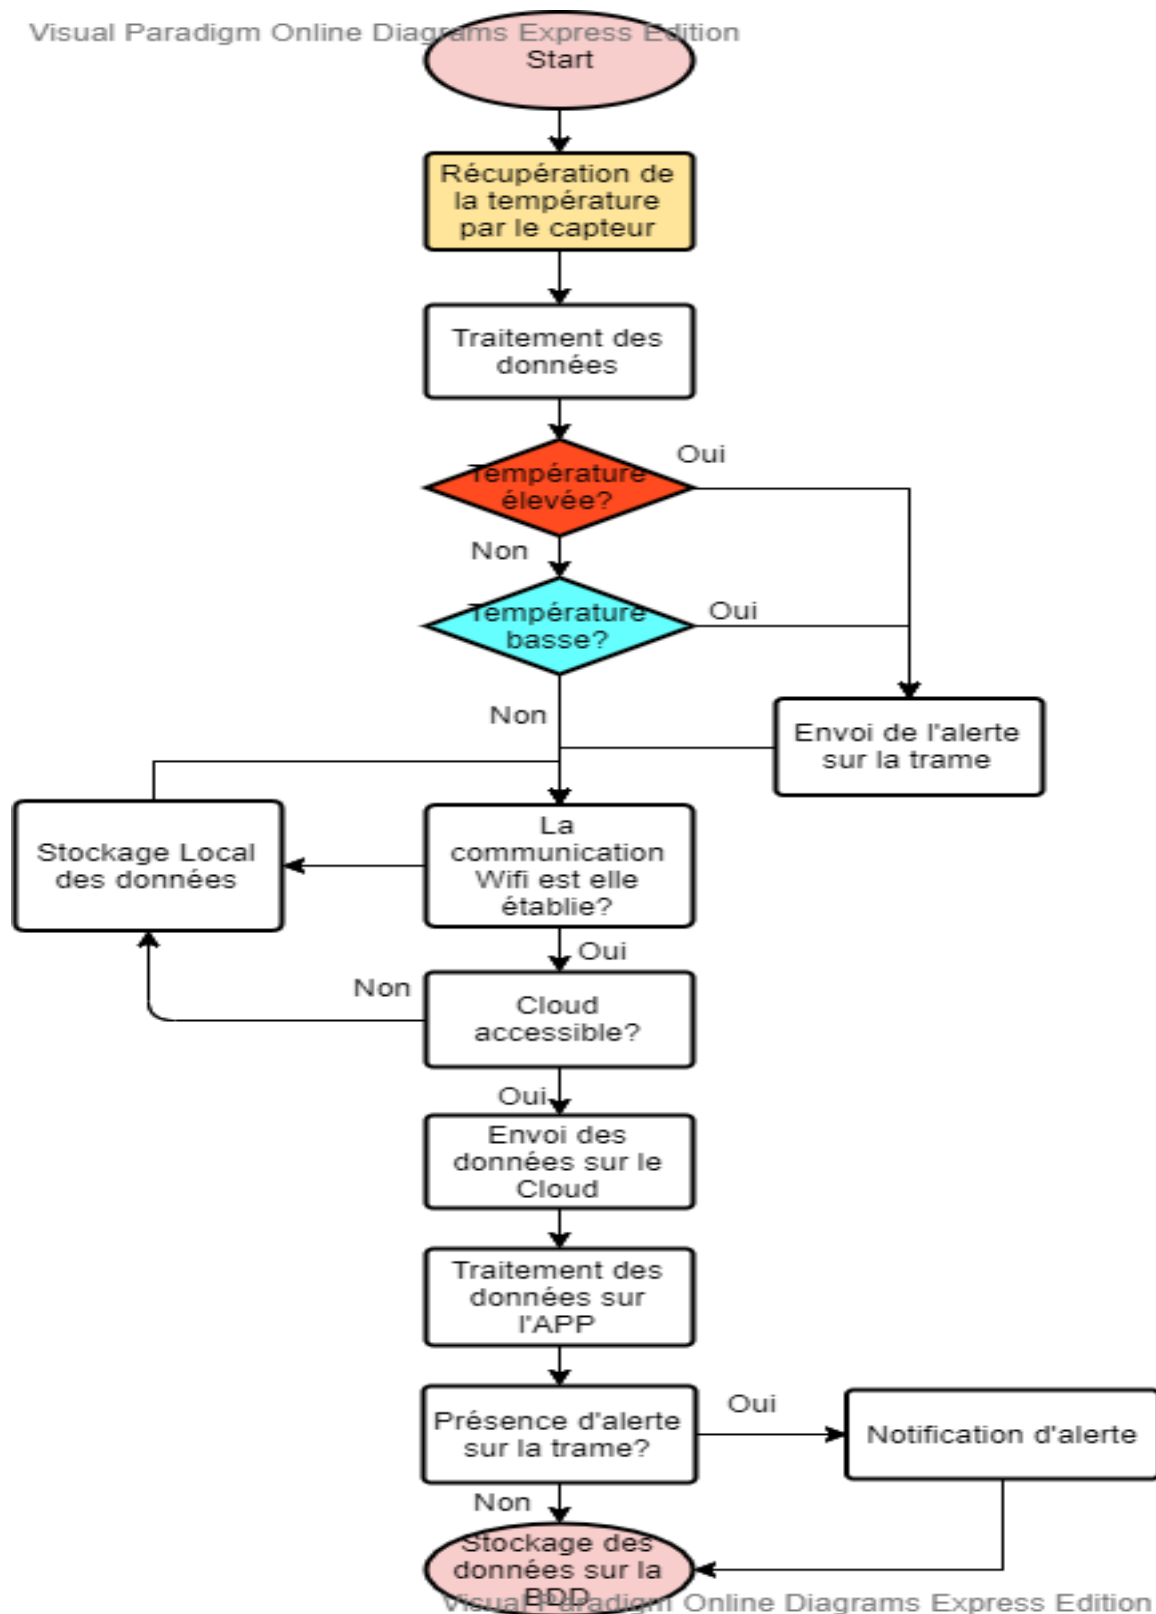 Visual Paradigm Online Diagrams Express Edition
Start
Récupération de
la température
par le capteur
Traitement des
données
Température
élevée?
Oui
Non
Température
basse?
Oui
Non
Envoi de l'alerte
sur la trame
Stockage Local
des données
La
communication
Wifi est elle
établie?
Oui
Non
Cloud
accessible?
Oui
Envoi des
données sur le
Cloud
Traitement des
données sur
l'APP
Présence d'alerte
sur la trame?
Oui
Notification d'alerte
Non
Stockage des
données sur la
BDD
Visual Paradigm Online Diagrams Express Edition